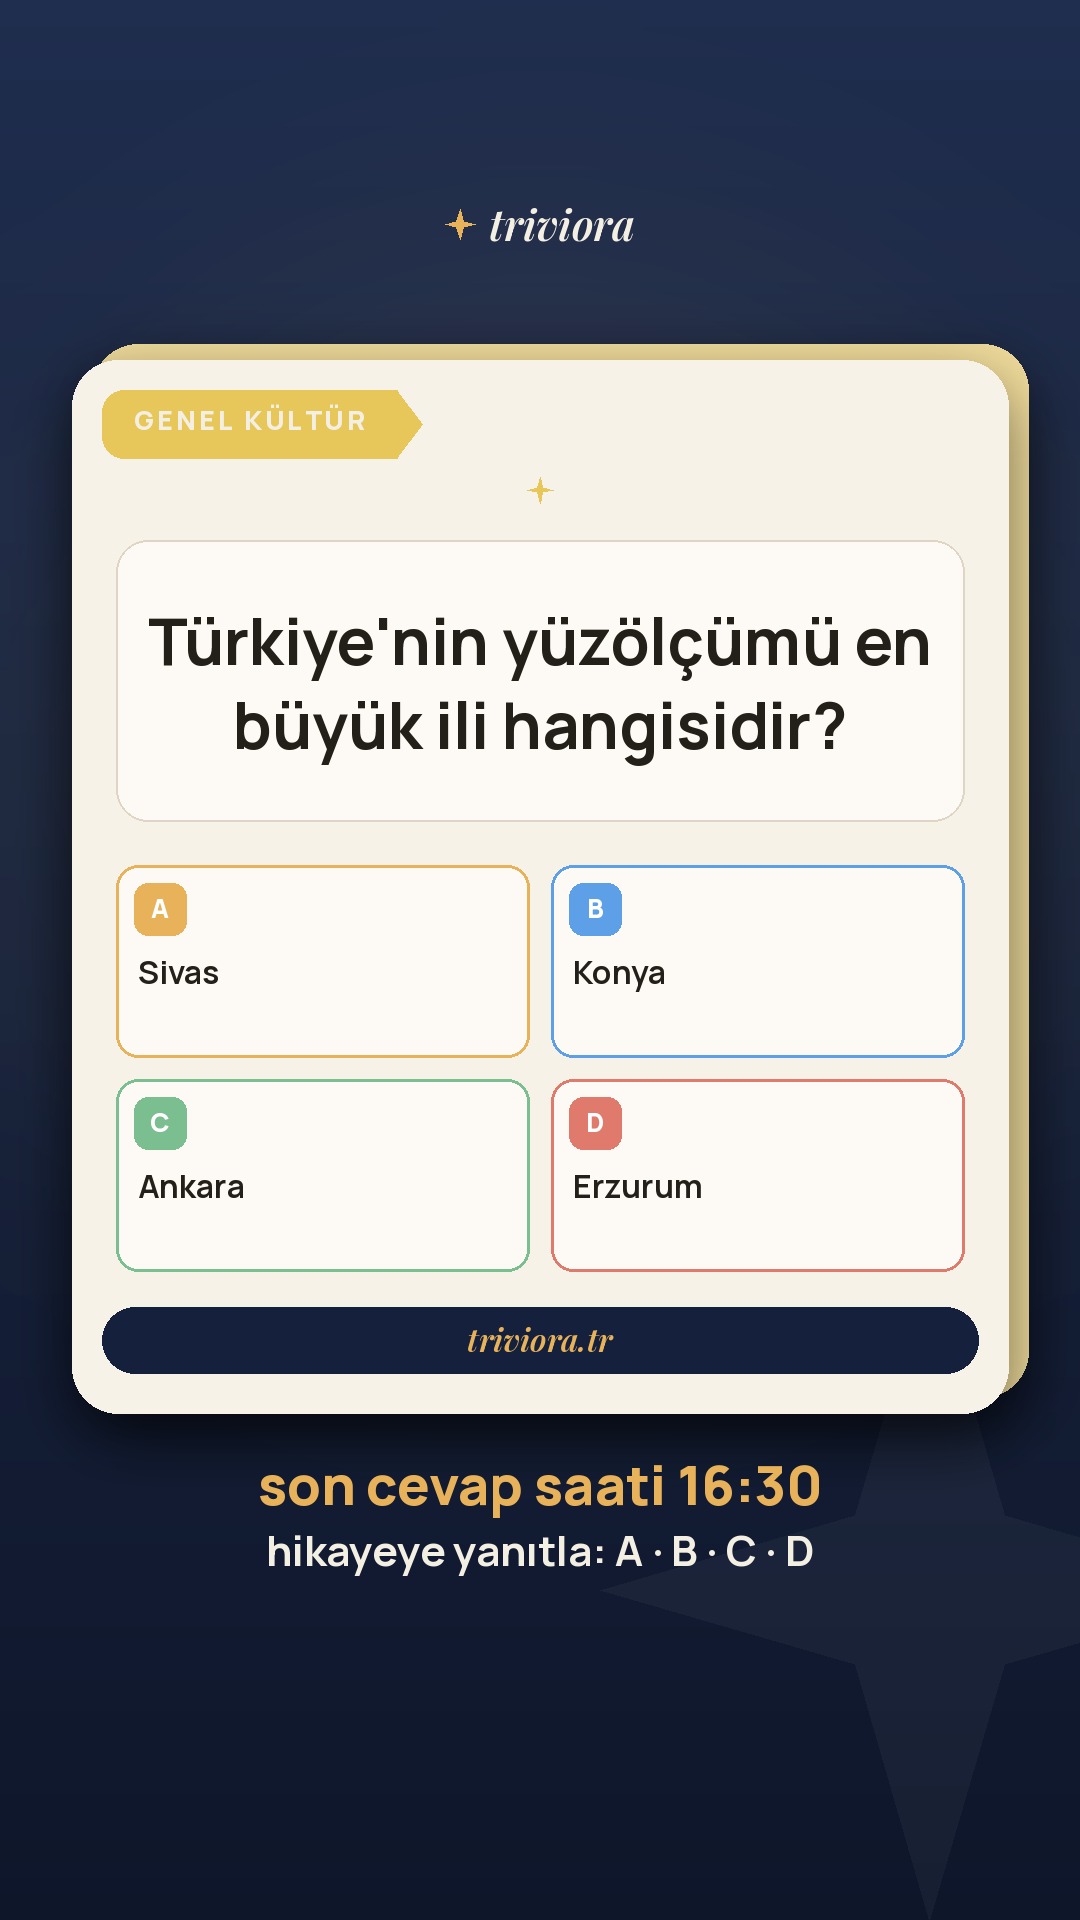 triviora
GENEL KÜLTÜR
Türkiye'nin yüzölçümü en
büyük ili hangisidir?
A
Sivas
B
Konya
C
Ankara
D
Erzurum
triviora.tr
son cevap saati 16:30
hikayeye yanıtla: A · B · C · D